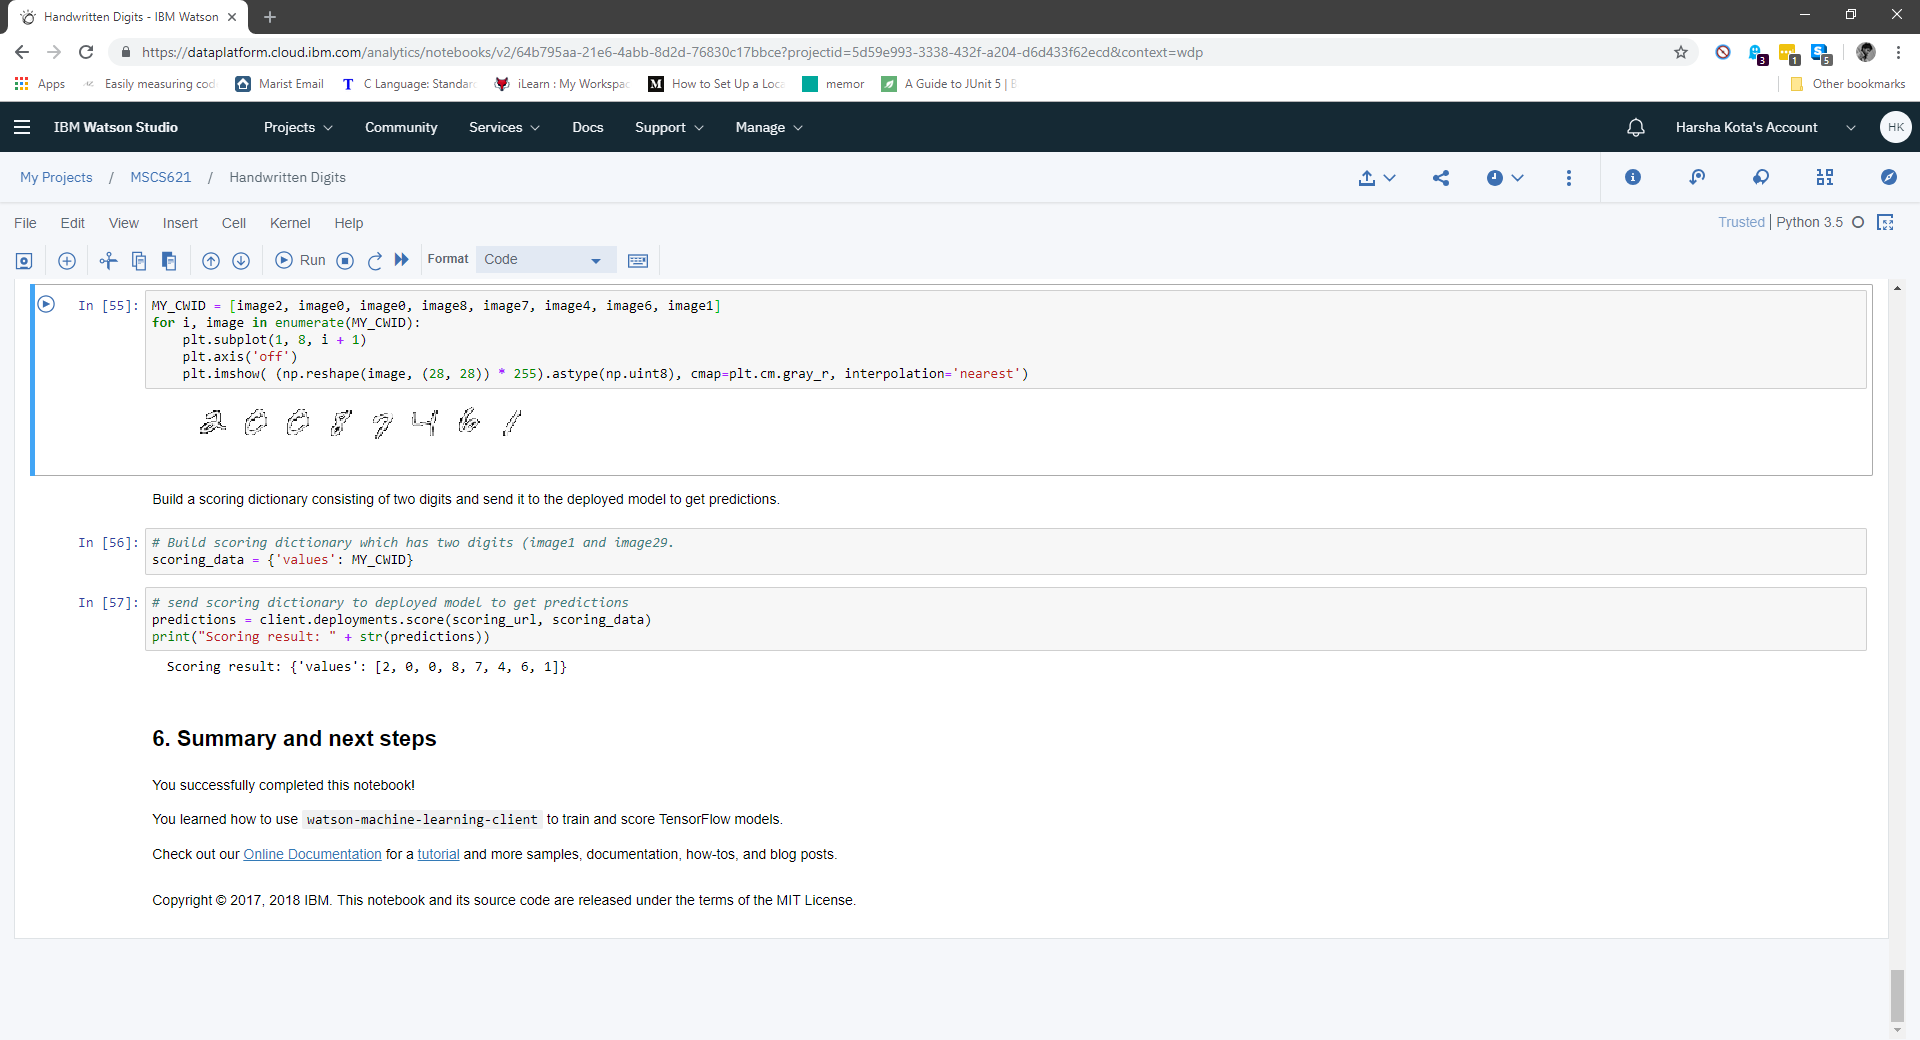 Handwritten Digits - IBM Watson
https://dataplatform.cloud.ibm.com/analytics/notebooks/v2/64b795aa-21e6-4abb-8d2d-76830c17bbce?projectid=5d59e993-3338-432f-a204-d6d433f62ecd&context=wdp
3 1 5
Apps Easily measuring cod Marist Email T C Language: Standar iLearn : My Workspac M How to Set Up a Loca memor A Guide to JUnit 5 | B Other bookmarks
IBM Watson Studio Projects Community Services Docs Support Manage Harsha Kota's Account HK
My Projects / MSCS621 / Handwritten Digits
File Edit View Insert Cell Kernel Help Trusted | Python 3.5
Run Format Code
In [55]: MY_CWID = [image2, image0, image0, image8, image7, image4, image6, image1]
for i, image in enumerate(MY_CWID):
    plt.subplot(1, 8, i + 1)
    plt.axis('off')
    plt.imshow( (np.reshape(image, (28, 28)) * 255).astype(np.uint8), cmap=plt.cm.gray_r, interpolation='nearest')
2 0 0 8 7 4 6 1
Build a scoring dictionary consisting of two digits and send it to the deployed model to get predictions.
In [56]: # Build scoring dictionary which has two digits (image1 and image29.
scoring_data = {'values': MY_CWID}
In [57]: # send scoring dictionary to deployed model to get predictions
predictions = client.deployments.score(scoring_url, scoring_data)
print("Scoring result: " + str(predictions))
Scoring result: {'values': [2, 0, 0, 8, 7, 4, 6, 1]}
6. Summary and next steps
You successfully completed this notebook!
You learned how to use watson-machine-learning-client to train and score TensorFlow models.
Check out our Online Documentation for a tutorial and more samples, documentation, how-tos, and blog posts.
Copyright © 2017, 2018 IBM. This notebook and its source code are released under the terms of the MIT License.